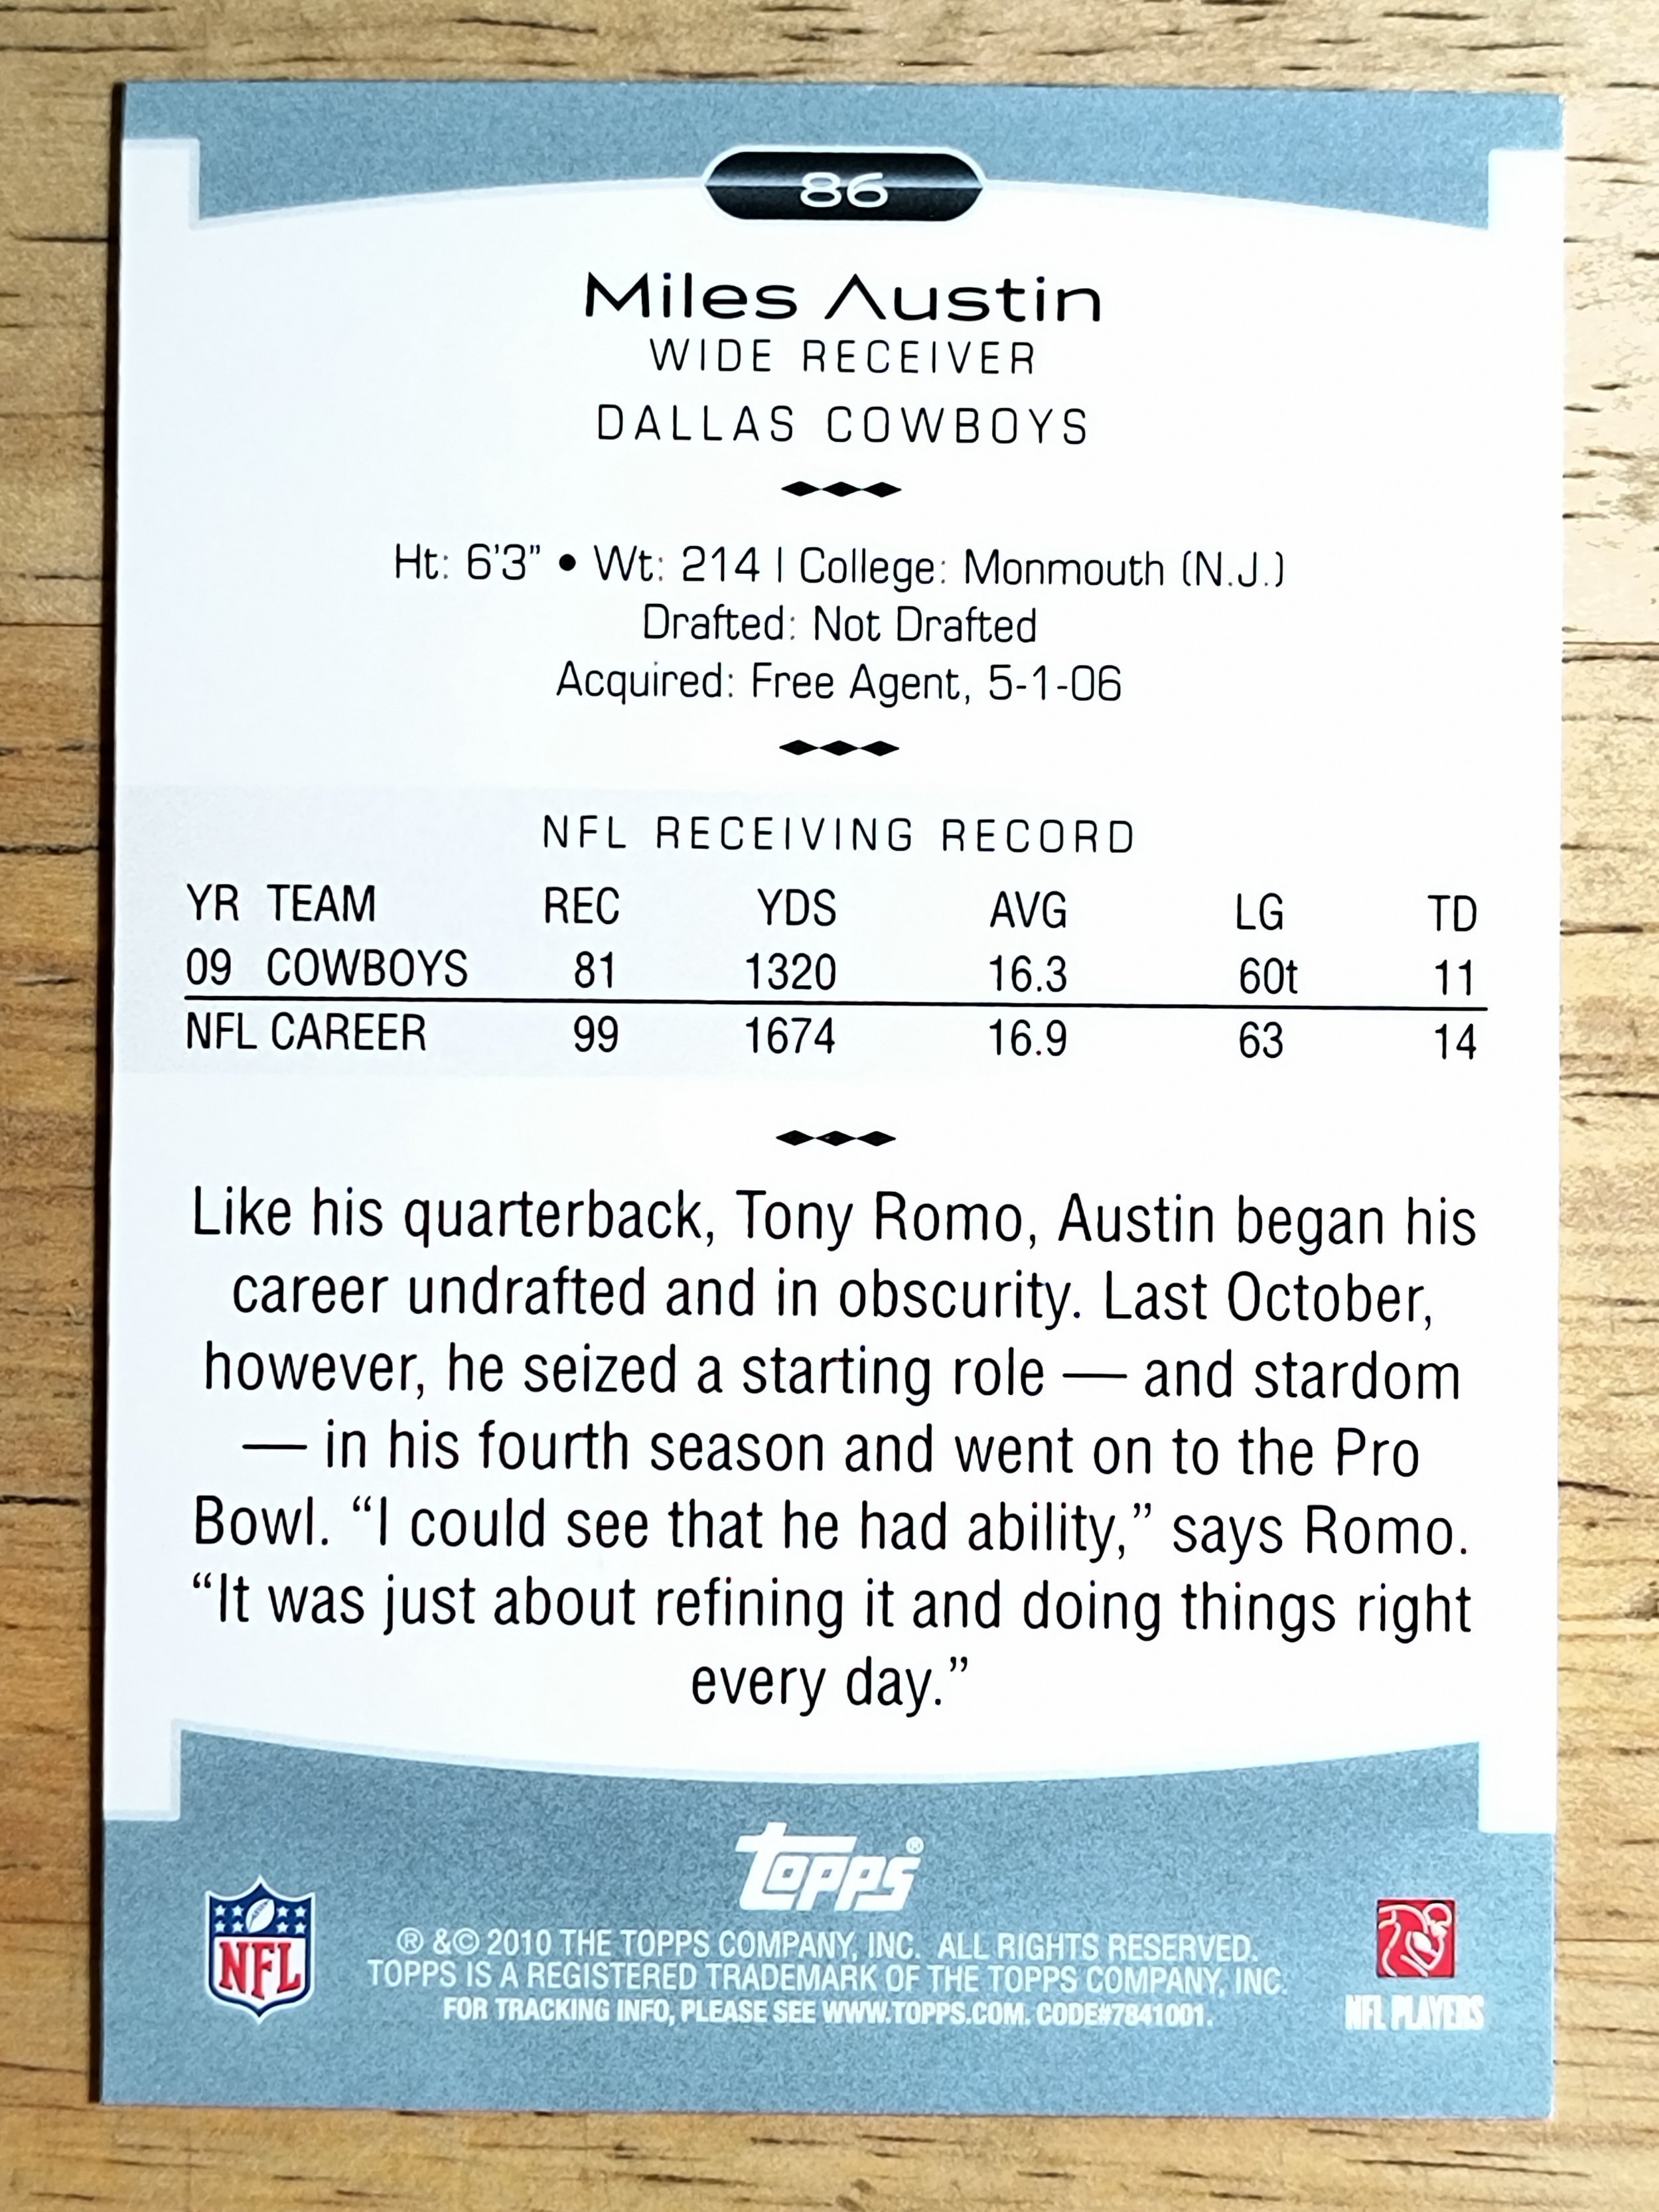 86
Miles Austin
WIDE RECEIVER
DALLAS COWBOYS
Ht: 6'3" • Wt: 214 | College: Monmouth (N.J.)
Drafted: Not Drafted
Acquired: Free Agent, 5-1-06
NFL RECEIVING RECORD
YR TEAM REC YDS AVG LG TD
09 COWBOYS 81 1320 16.3 60t 11
NFL CAREER 99 1674 16.9 63 14
Like his quarterback, Tony Romo, Austin began his
career undrafted and in obscurity. Last October,
however, he seized a starting role — and stardom
— in his fourth season and went on to the Pro
Bowl. “I could see that he had ability,” says Romo.
“It was just about refining it and doing things right
every day.”
topps®
® &© 2010 THE TOPPS COMPANY, INC. ALL RIGHTS RESERVED.
TOPPS IS A REGISTERED TRADEMARK OF THE TOPPS COMPANY, INC.
FOR TRACKING INFO, PLEASE SEE WWW.TOPPS.COM. CODE#7841001.
NFL
NFL PLAYERS